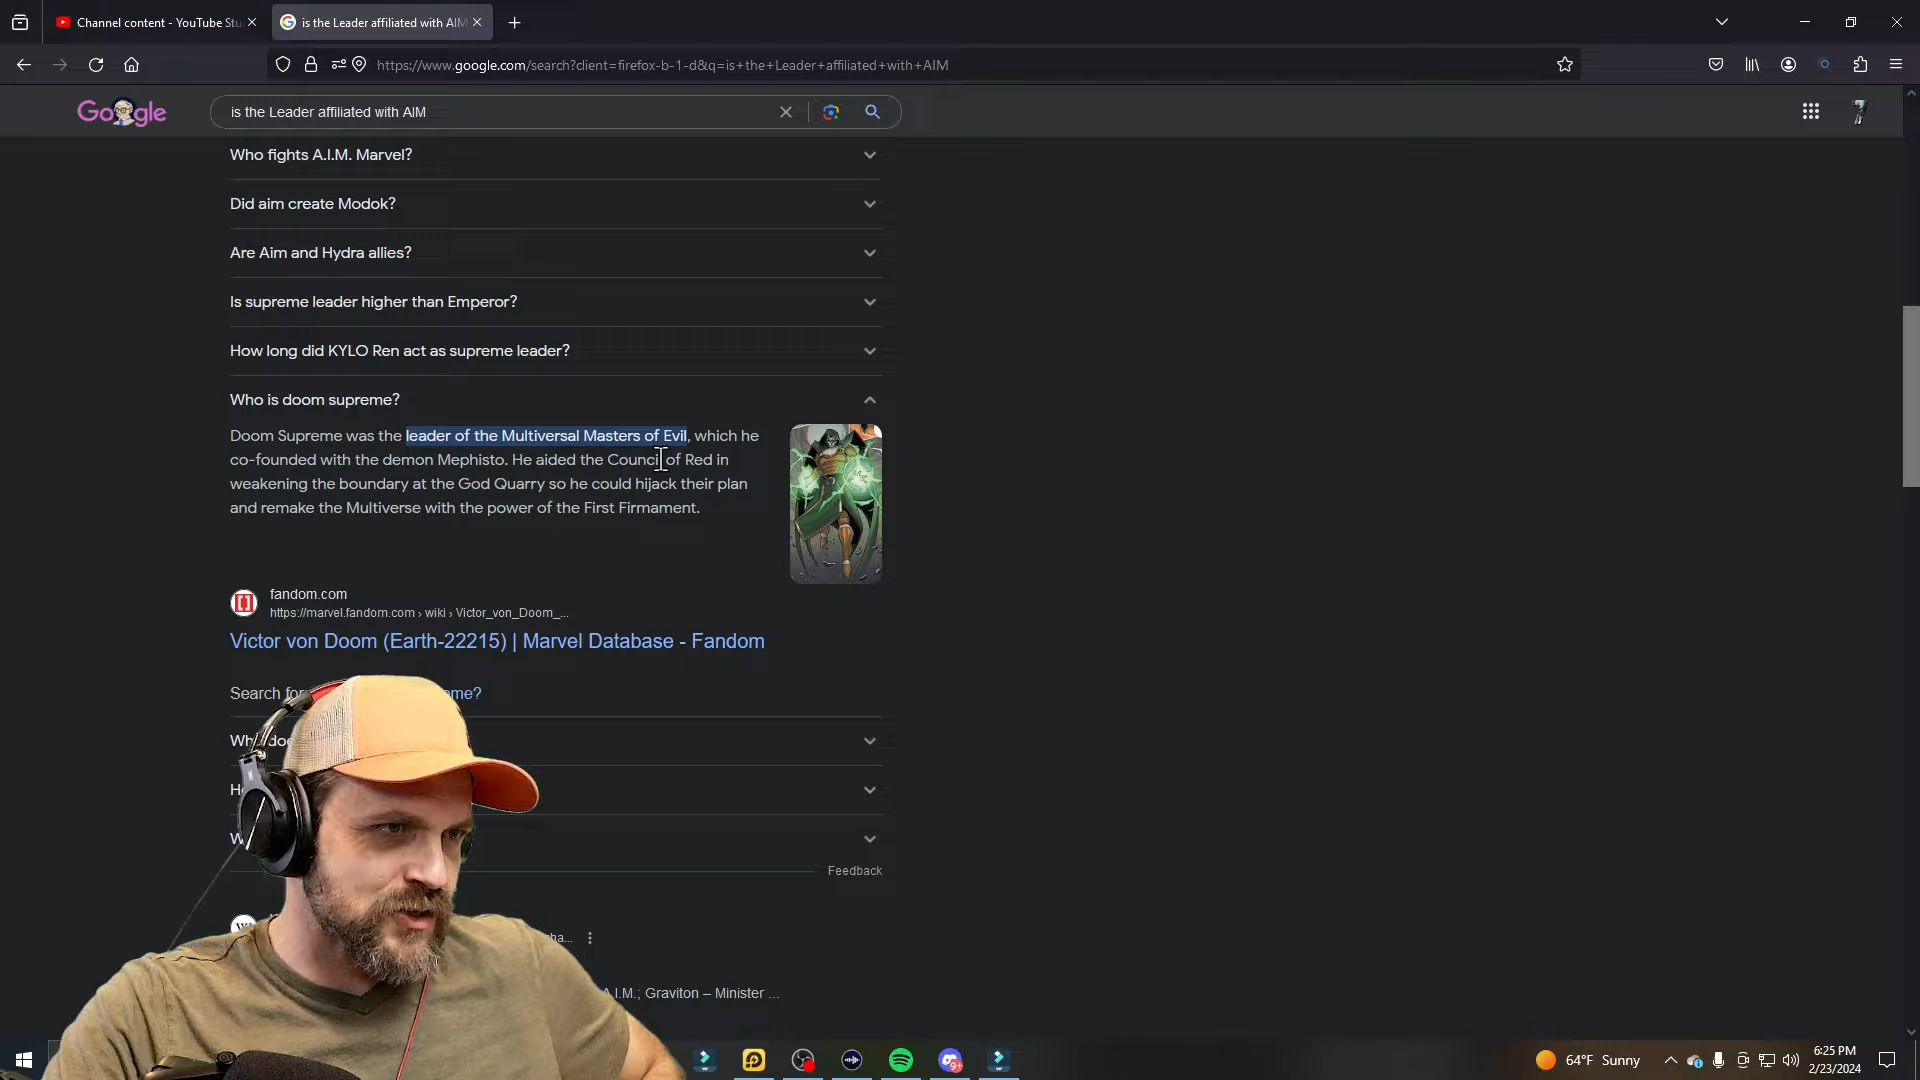 Channel content - YouTube Stu
is the Leader affiliated with AIM
https://www.google.com/search?client=firefox-b-1-d&q=is+the+Leader+affiliated+with+AIM
Google
is the Leader affiliated with AIM
Who fights A.I.M. Marvel?
Did aim create Modok?
Are Aim and Hydra allies?
Is supreme leader higher than Emperor?
How long did KYLO Ren act as supreme leader?
Who is doom supreme?
Doom Supreme was the leader of the Multiversal Masters of Evil, which he
co-founded with the demon Mephisto. He aided the Council of Red in
weakening the boundary at the God Quarry so he could hijack their plan
and remake the Multiverse with the power of the First Firmament.
fandom.com
https://marvel.fandom.com › wiki › Victor_von_Doom_...
Victor von Doom (Earth-22215) | Marvel Database - Fandom
Search for
Feedback
A.I.M.; Graviton – Minister ...
64°F Sunny
6:25 PM
2/23/2024